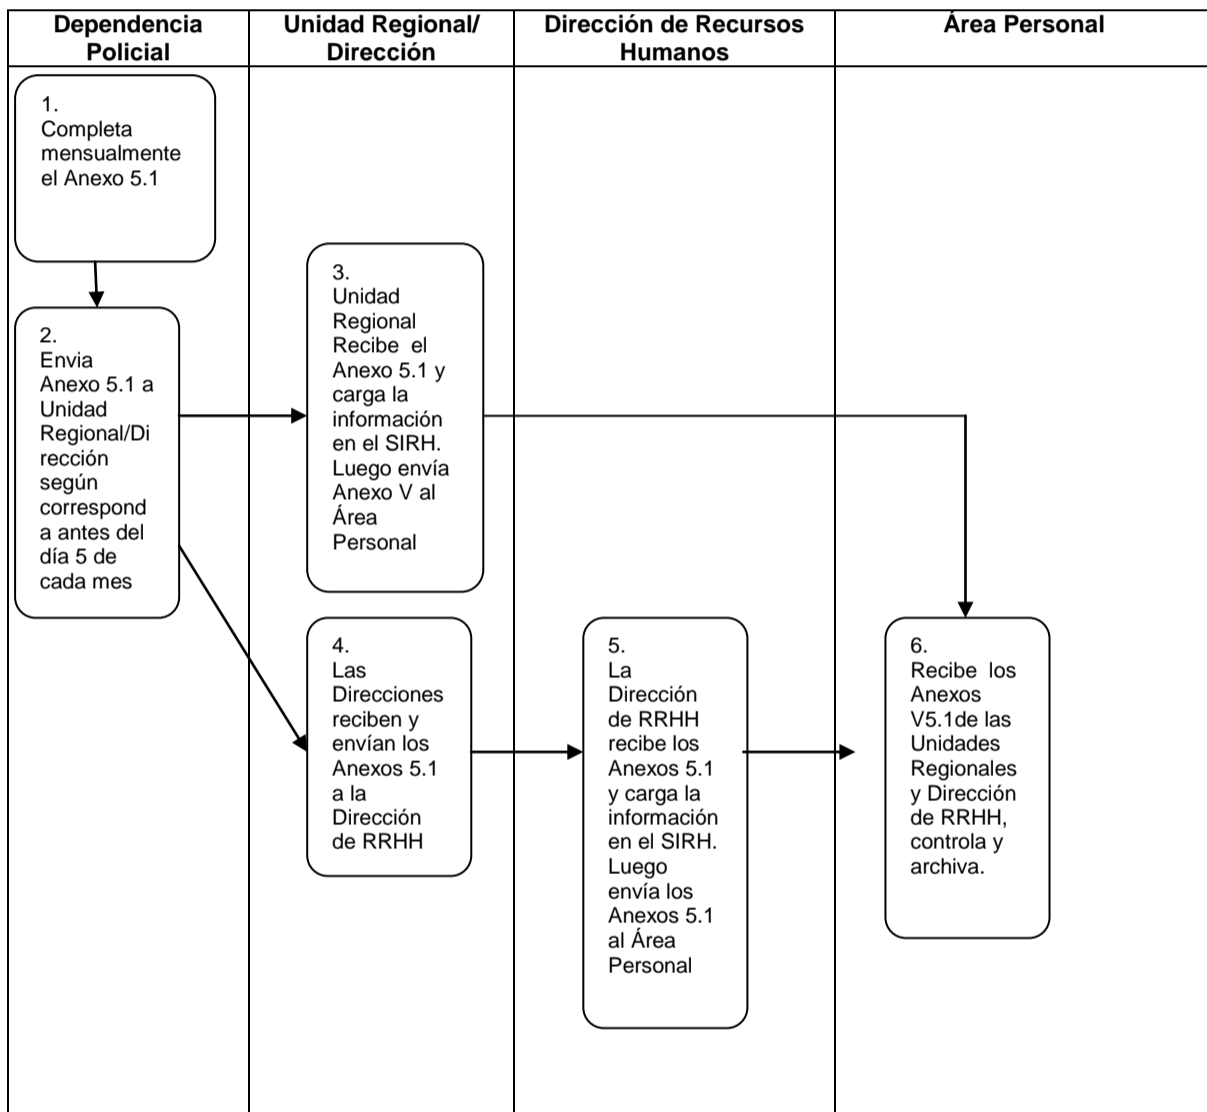 Dependencia
Policial
Unidad Regional/
Dirección
Dirección de Recursos
Humanos
Área Personal
1.
Completa
mensualmente
el Anexo 5.1
2.
Envia
Anexo 5.1 a
Unidad
Regional/Di
rección
según
correspond
a antes del
día 5 de
cada mes
3.
Unidad
Regional
Recibe el
Anexo 5.1 y
carga la
información
en el SIRH.
Luego envía
Anexo V al
Área
Personal
4.
Las
Direcciones
reciben y
envían los
Anexos 5.1
a la
Dirección
de RRHH
5.
La
Dirección
de RRHH
recibe los
Anexos 5.1
y carga la
información
en el SIRH.
Luego
envía los
Anexos 5.1
al Área
Personal
6.
Recibe los
Anexos
V5.1de las
Unidades
Regionales
y Dirección
de RRHH,
controla y
archiva.